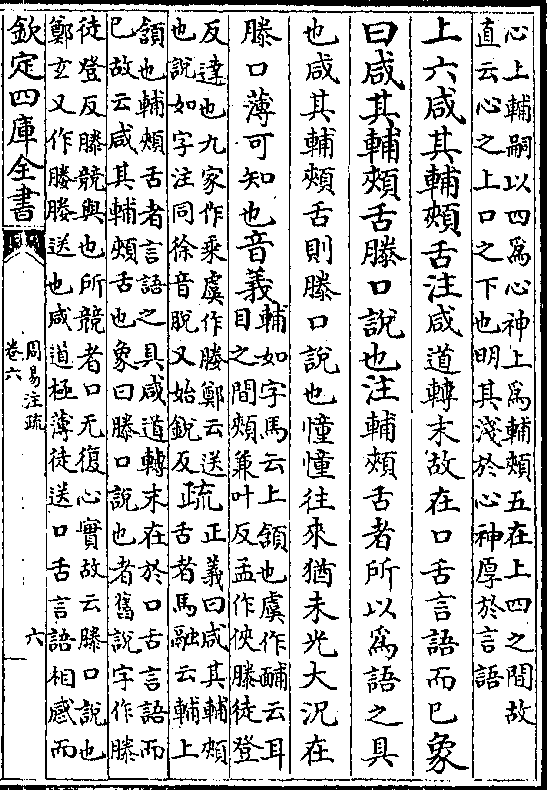 心上輔嗣以四為心神上為輔頰五在上四之間故
直云心之上口之下也明其淺於心神厚於言語
上六咸其輔頰舌注咸道轉末故在口舌言語而已象
曰咸其輔頰舌滕口說也注輔頰舌者所以為語之具
也咸其輔頰舌則滕口說也憧憧往來猶未光大況在
滕口薄可知也音義輔如字馬云上頷也虞作䩉云耳
目之間頰兼叶反孟作俠滕徒登
反達也九家作乘虞作媵鄭云送
也說如字注同徐音脫又始銳反疏正義曰咸其輔頰
舌者馬融云輔上
頷也輔頰舌者言語之具咸道轉末在於口舌言語而
已故云咸其輔頰舌也象曰滕口說也者舊說字作滕
徒登反滕競與也所競者口无復心實故云滕口說也
鄭玄又作媵媵送也咸道極薄徒送口舌言語相感而
欽定四庫全書
周易注疏
卷六
六